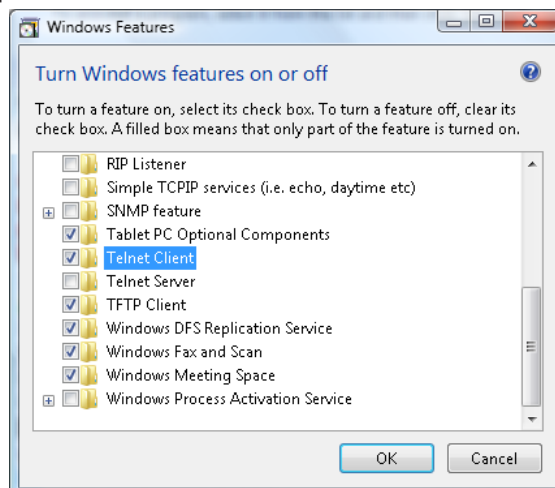 Windows Features
Turn Windows features on or off
To turn a feature on, select its check box. To turn a feature off, clear its
check box. A filled box means that only part of the feature is turned on.
RIP Listener
Simple TCPIP services (i.e. echo, daytime etc)
SNMP feature
Tablet PC Optional Components
Telnet Client
Telnet Server
TFTP Client
Windows DFS Replication Service
Windows Fax and Scan
Windows Meeting Space
Windows Process Activation Service
OK Cancel